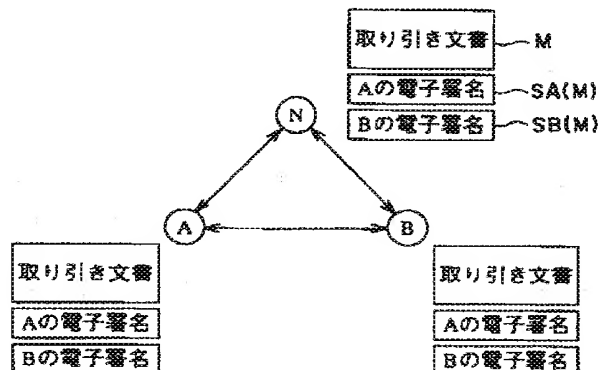 取り引き文書 M
Aの電子署名 SA(M)
Bの電子署名 SB(M)
N
A B
取り引き文書
Aの電子署名
Bの電子署名
取り引き文書
Aの電子署名
Bの電子署名